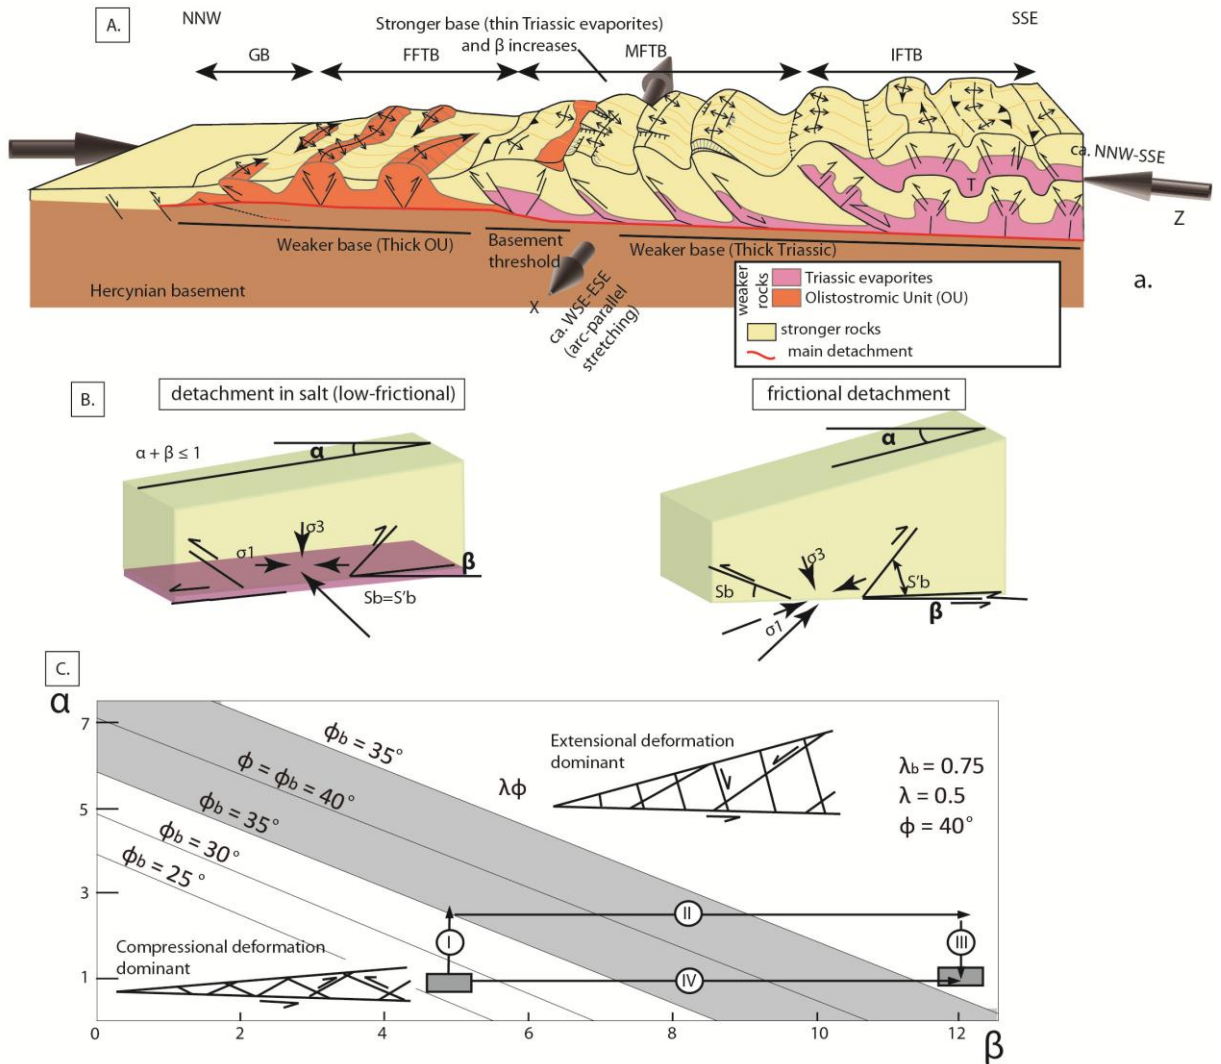 A.
NNW
SSE
Stronger base (thin Triassic evaporites)
and β increases
GB
FFTB
MFTB
IFTB
ca. NNW-SSE
T
Z
Weaker base (Thick OU)
Basement
threshold
Weaker base (Thick Triassic)
a.
X
ca. WSE-ESE
(arc-parallel
stretching)
Hercynian basement
weaker
rocks
Triassic evaporites
Olistostromic Unit (OU)
stronger rocks
main detachment
B.
detachment in salt (low-frictional)
frictional detachment
α + β ≤ 1
α
σ3
σ1
β
Sb=S'b
α
σ3
Sb
S'b
σ1
β
C.
α
7
5
3
1
ϕb = 35°
ϕ = ϕb = 40°
ϕb = 35°
ϕb = 30°
ϕb = 25°
λϕ
Extensional deformation
dominant
λb = 0.75
λ = 0.5
ϕ = 40°
Compressional deformation
dominant
I
II
III
IV
0
2
4
6
8
10
12
β